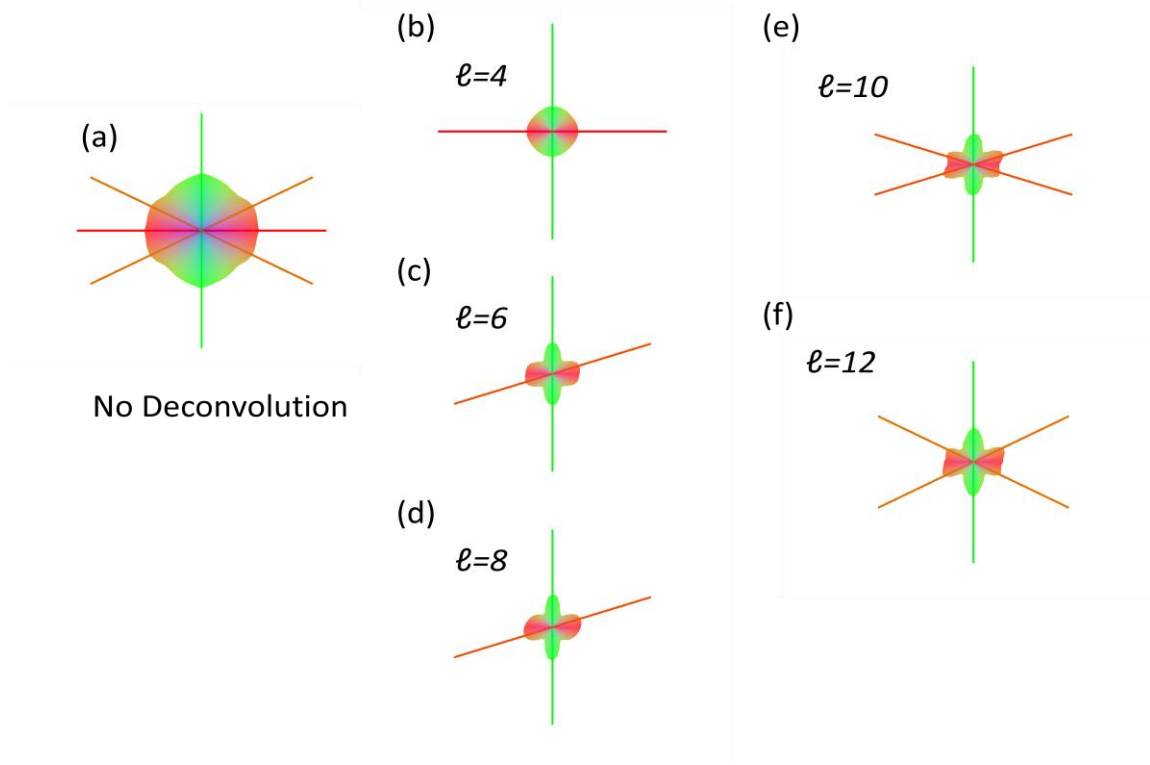 (a)
No Deconvolution
(b)
ℓ=4
(c)
ℓ=6
(d)
ℓ=8
(e)
ℓ=10
(f)
ℓ=12